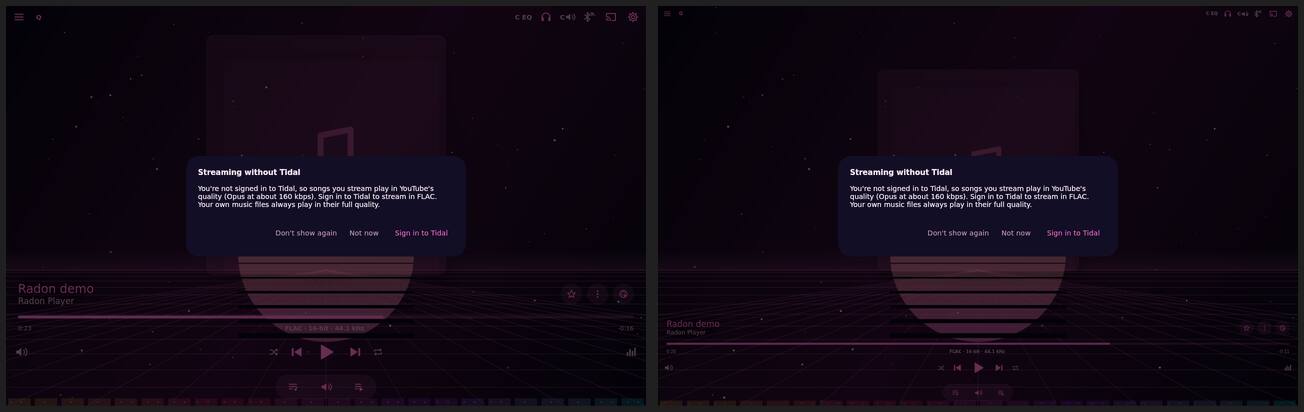 Q
C EQ
C
Streaming without Tidal
You're not signed in to Tidal, so songs you stream play in YouTube's
quality (Opus at about 160 kbps). Sign in to Tidal to stream in FLAC.
Your own music files always play in their full quality.
Don't show again Not now Sign in to Tidal
Radon demo
Radon Player
0:23 FLAC · 16-bit · 44.1 kHz -0:16
Q
C EQ
C
Streaming without Tidal
You're not signed in to Tidal, so songs you stream play in YouTube's
quality (Opus at about 160 kbps). Sign in to Tidal to stream in FLAC.
Your own music files always play in their full quality.
Don't show again Not now Sign in to Tidal
Radon demo
Radon Player
FLAC · 16-bit · 44.1 kHz